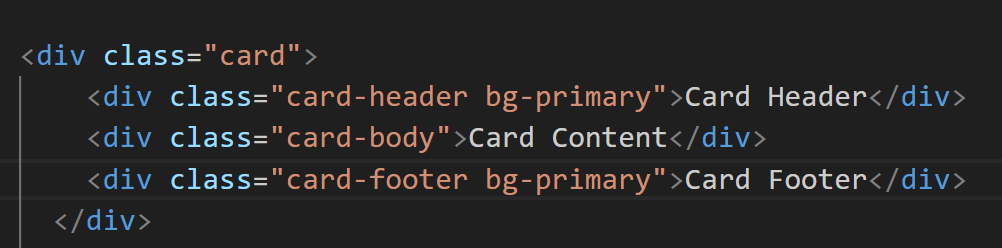 <div class="card">
<div class="card-header bg-primary">Card Header</div>
<div class="card-body">Card Content</div>
<div class="card-footer bg-primary">Card Footer</div>
</div>